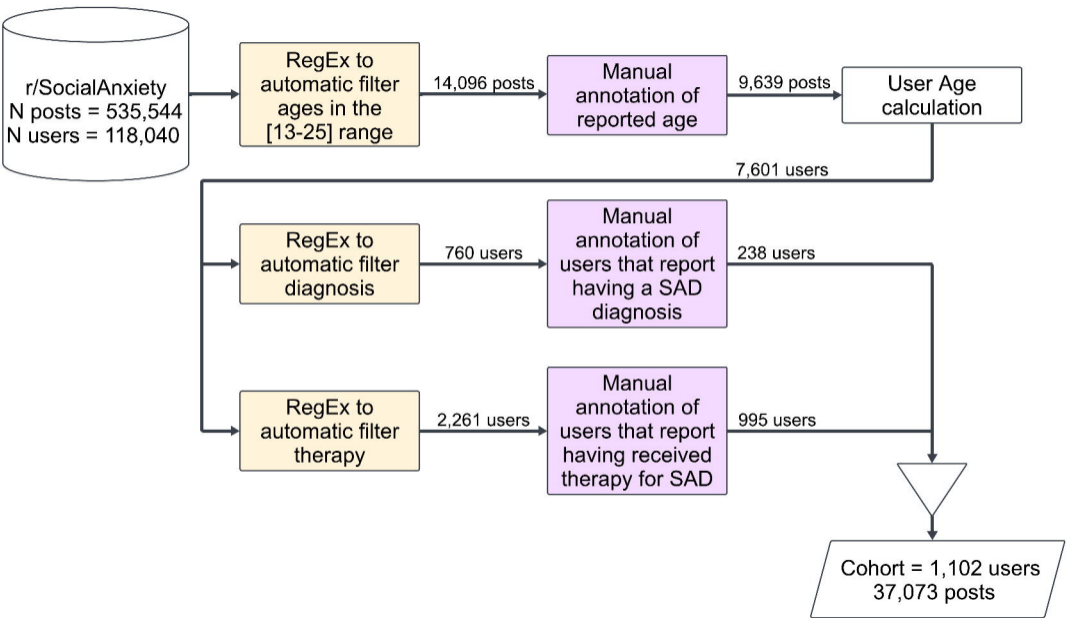 r/SocialAnxiety
N posts = 535,544
N users = 118,040
RegEx to
automatic filter
ages in the
[13-25] range
14,096 posts
Manual
annotation of
reported age
9,639 posts
User Age
calculation
7,601 users
RegEx to
automatic filter
diagnosis
760 users
Manual
annotation of
users that report
having a SAD
diagnosis
238 users
RegEx to
automatic filter
therapy
2,261 users
Manual
annotation of
users that report
having received
therapy for SAD
995 users
Cohort = 1,102 users
37,073 posts